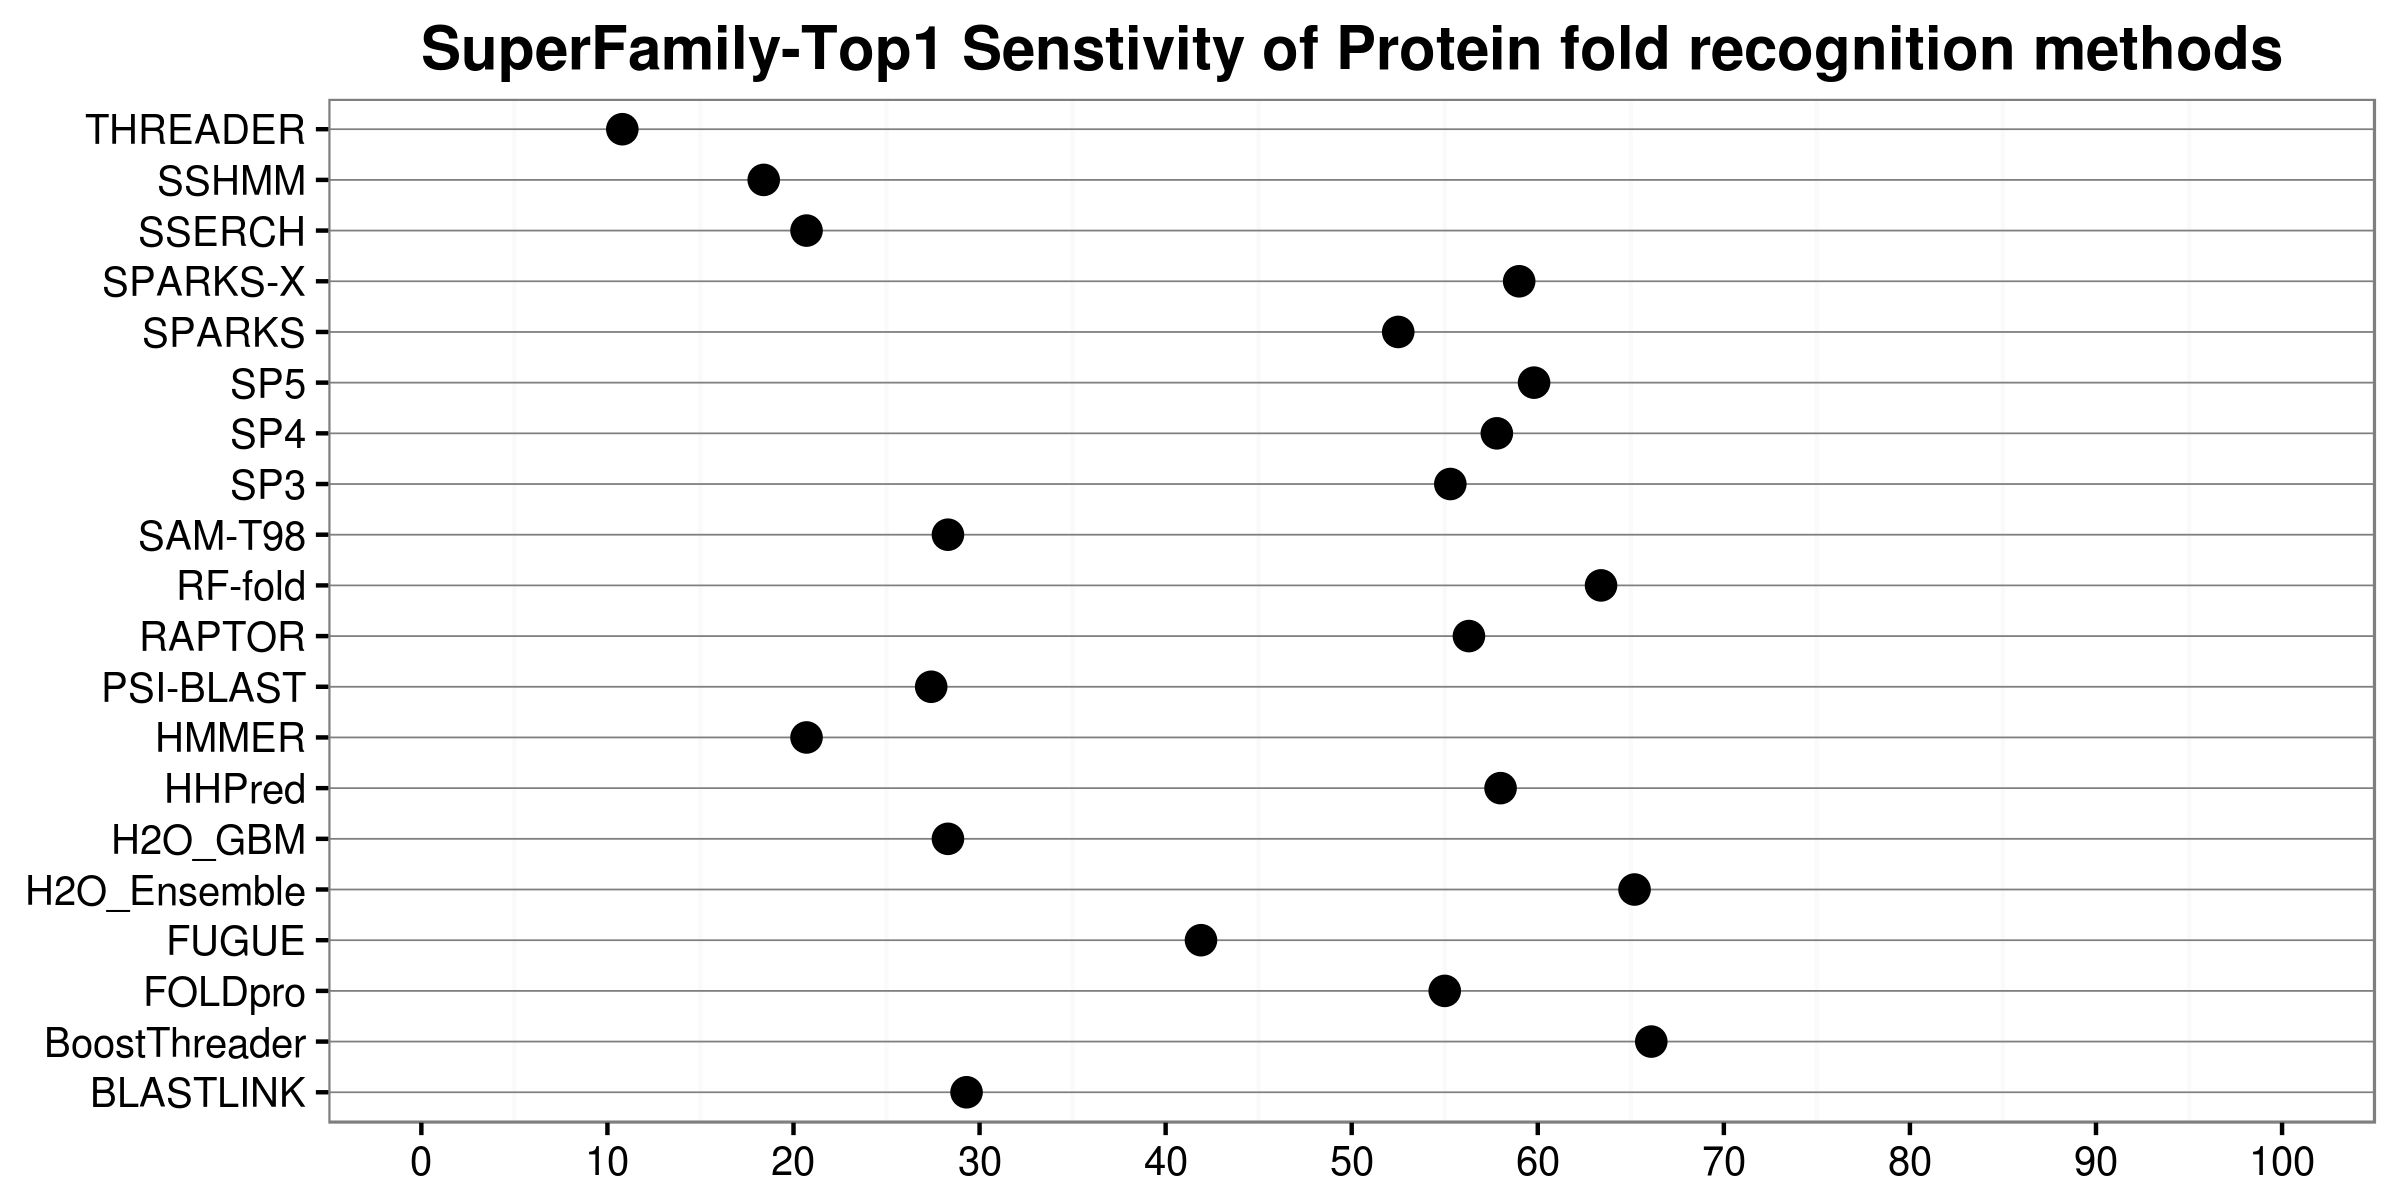 SuperFamily-Top1 Senstivity of Protein fold recognition methods
THREADER
SSHMM
SSERCH
SPARKS-X
SPARKS
SP5
SP4
SP3
SAM-T98
RF-fold
RAPTOR
PSI-BLAST
HMMER
HHPred
H2O_GBM
H2O_Ensemble
FUGUE
FOLDpro
BoostThreader
BLASTLINK
0 10 20 30 40 50 60 70 80 90 100